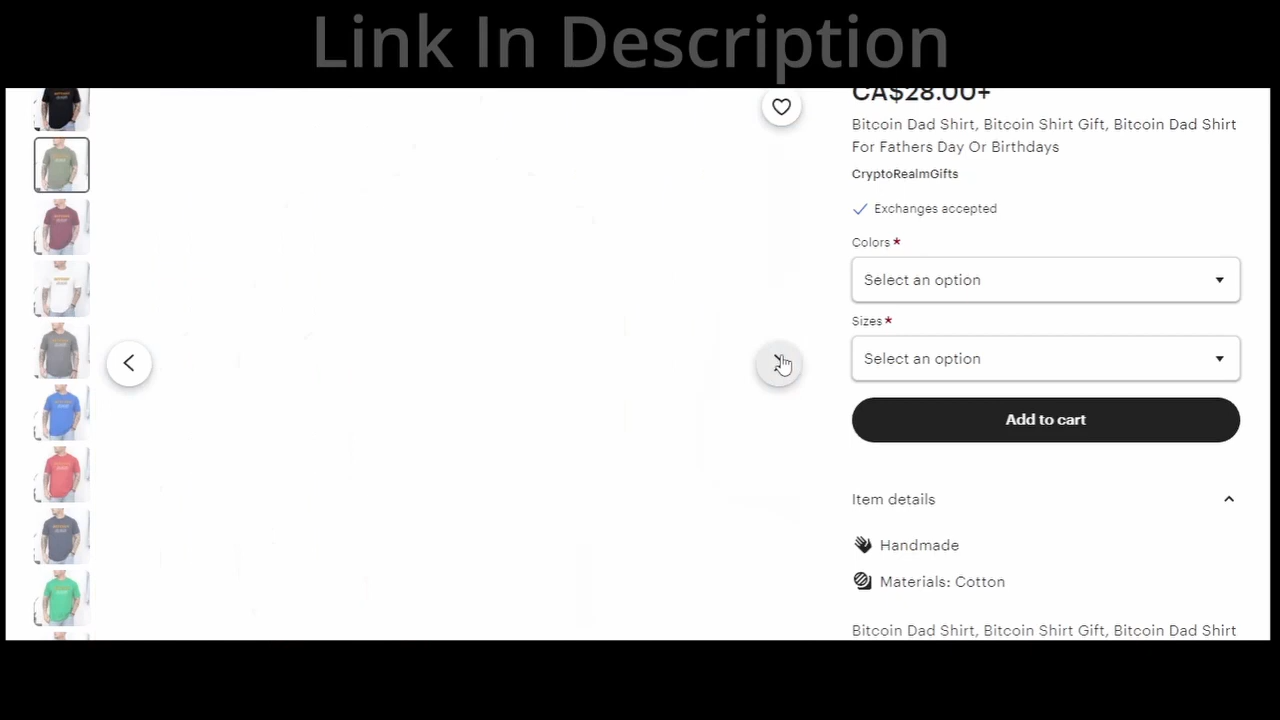 Link In Description
CA$28.00+
Bitcoin Dad Shirt, Bitcoin Shirt Gift, Bitcoin Dad Shirt
For Fathers Day Or Birthdays
CryptoRealmGifts
Exchanges accepted
Colors *
Select an option
Sizes *
Select an option
Add to cart
Item details
Handmade
Materials: Cotton
Bitcoin Dad Shirt, Bitcoin Shirt Gift, Bitcoin Dad Shirt